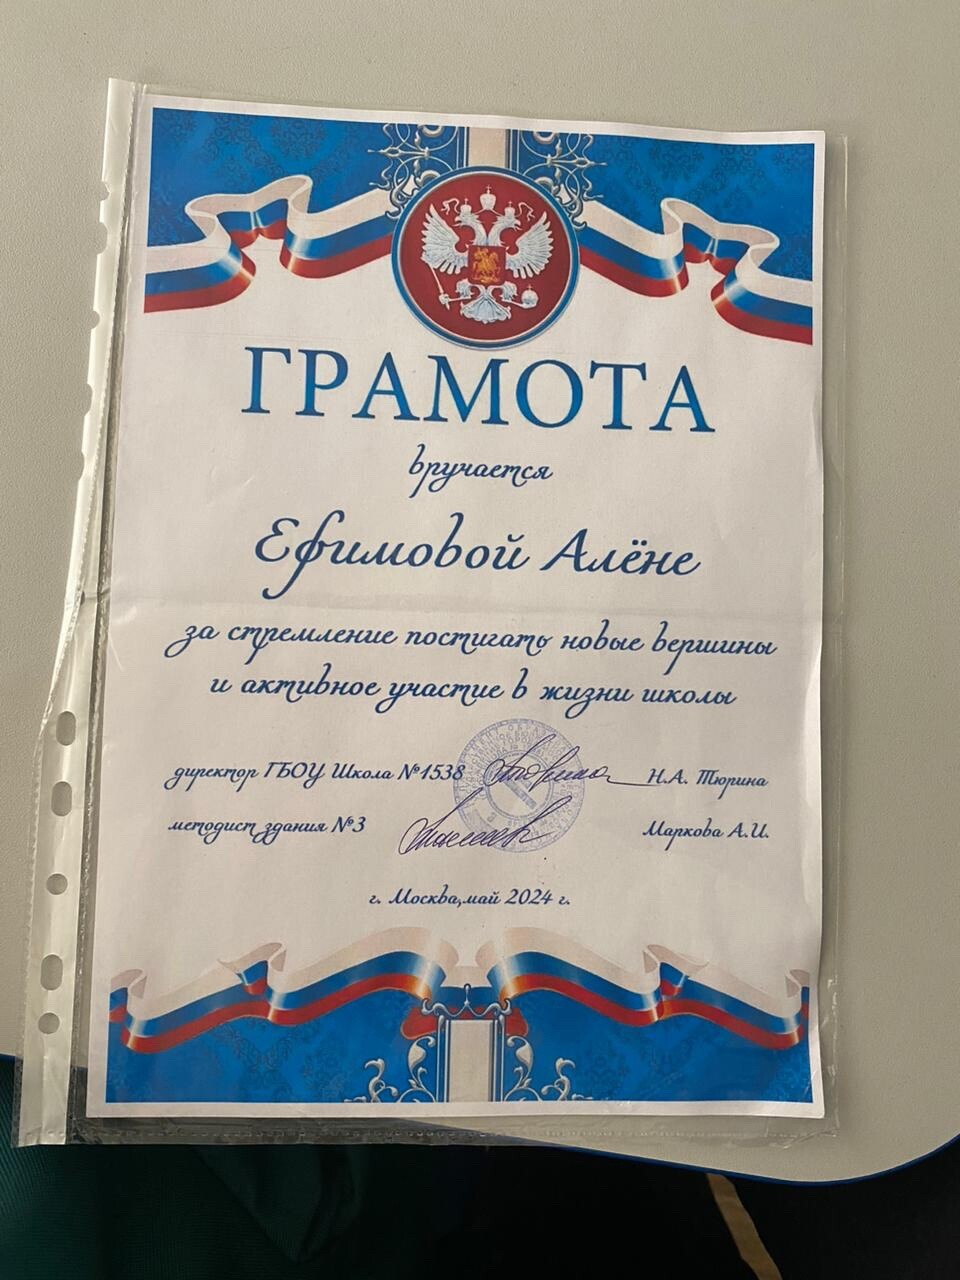 ГРАМОТА
вручается
Ефимовой Алёне
за стремление постигать новые вершины
и активное участие в жизни школы
директор ГБОУ Школа №1538 Н.А. Тюрина
методист здания №3 Маркова А.И.
г. Москва,май 2024 г.